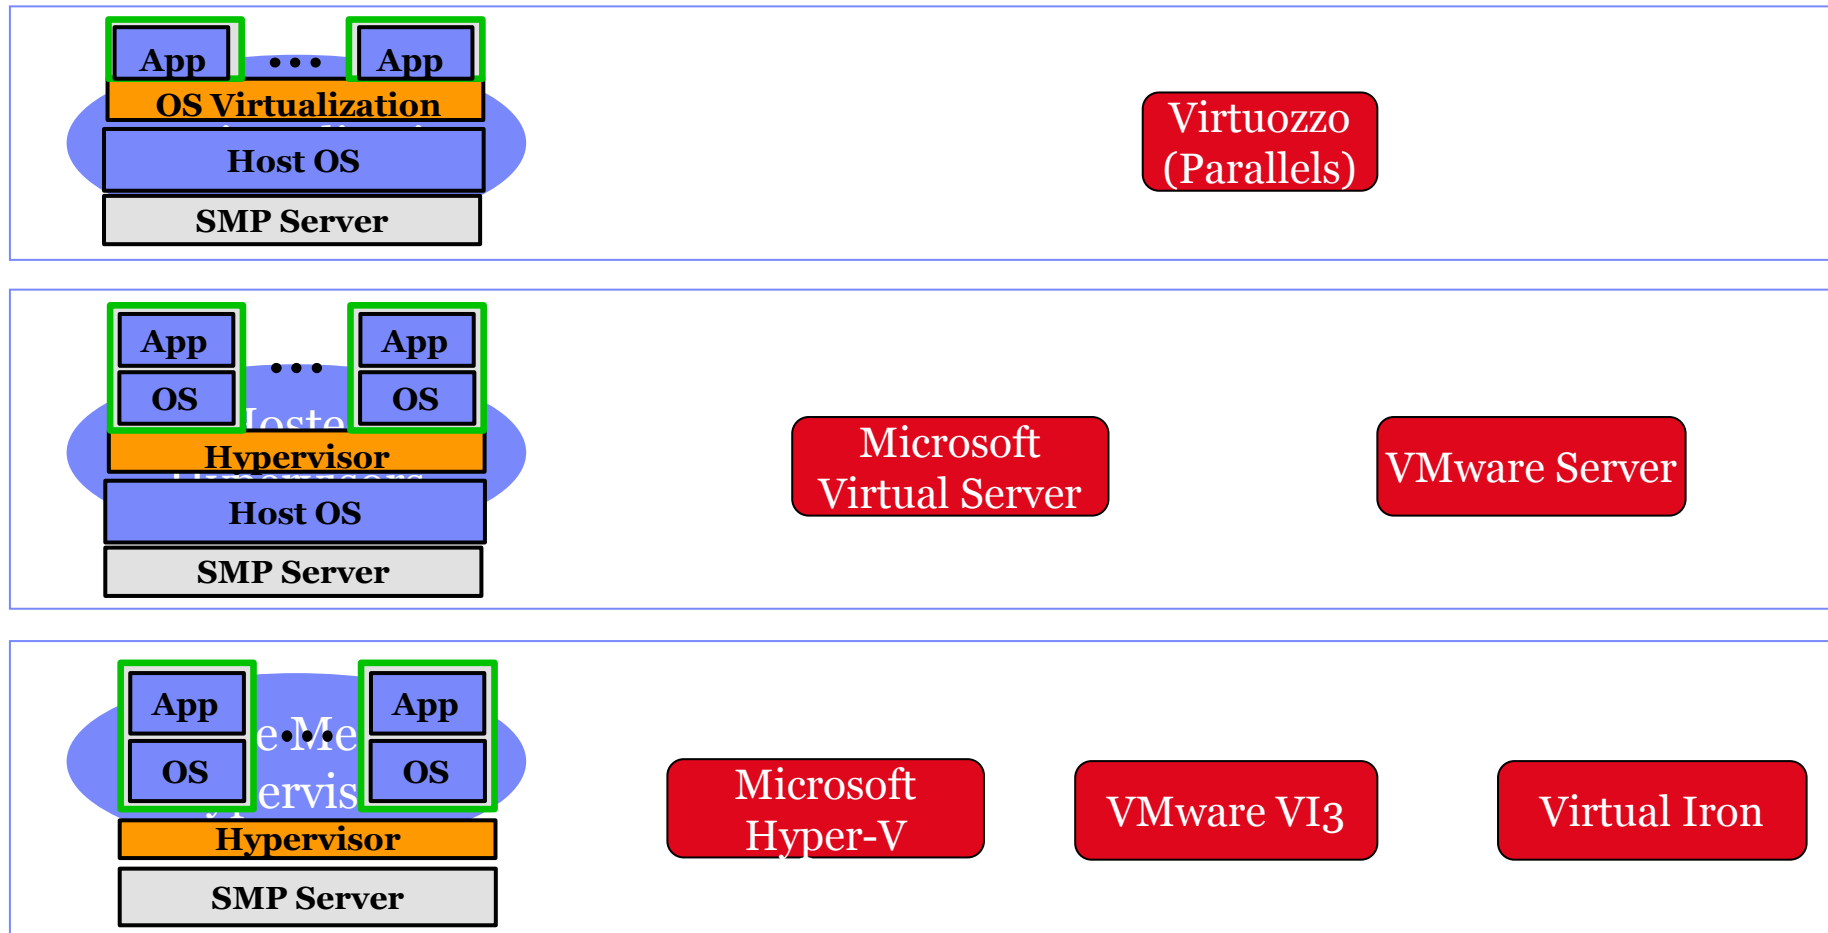 App
...
App
OS Virtualization
Host OS
SMP Server
Virtuozzo
(Parallels)
App
...
App
OS
OS
Hypervisor
Host OS
SMP Server
Microsoft
Virtual Server
VMware Server
App
...
App
OS
OS
Hypervisor
SMP Server
Microsoft
Hyper-V
VMware VI3
Virtual Iron